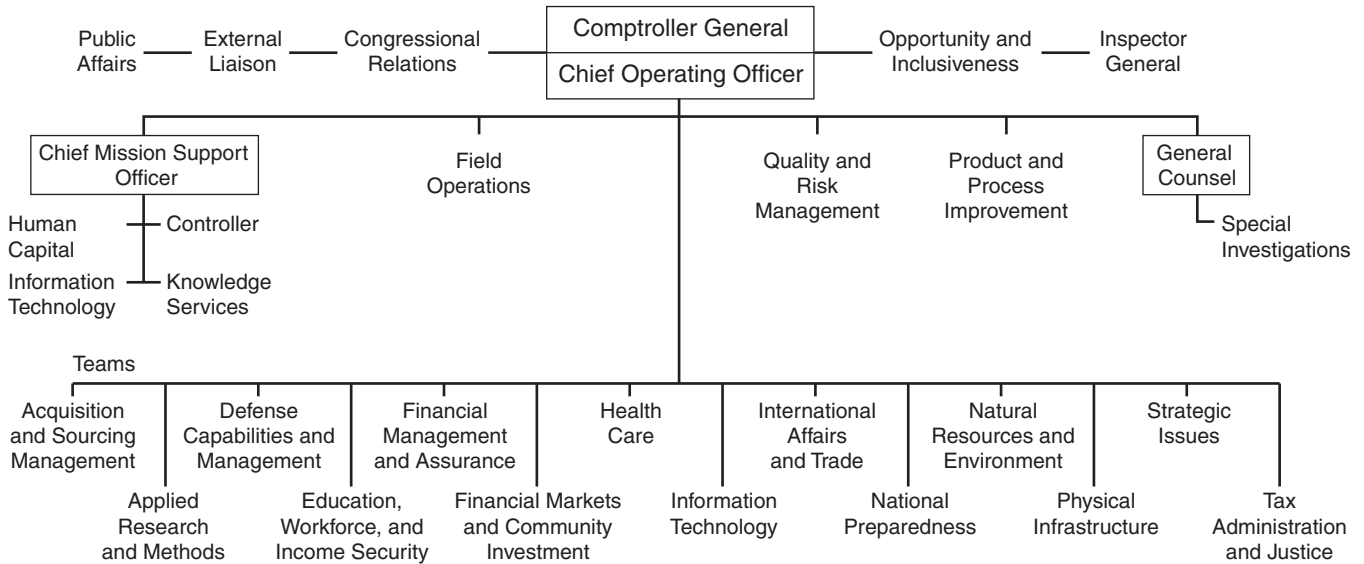 Comptroller General
Chief Operating Officer
Public
Affairs
External
Liaison
Congressional
Relations
Opportunity and
Inclusiveness
Inspector
General
Chief Mission Support
Officer
Field
Operations
Quality and
Risk
Management
Product and
Process
Improvement
General
Counsel
Human
Capital
Controller
Information
Technology
Knowledge
Services
Special
Investigations
Teams
Acquisition
and Sourcing
Management
Defense
Capabilities and
Management
Financial
Management
and Assurance
Health
Care
International
Affairs
and Trade
Natural
Resources and
Environment
Strategic
Issues
Applied
Research
and Methods
Education,
Workforce, and
Income Security
Financial Markets
and Community
Investment
Information
Technology
National
Preparedness
Physical
Infrastructure
Tax
Administration
and Justice